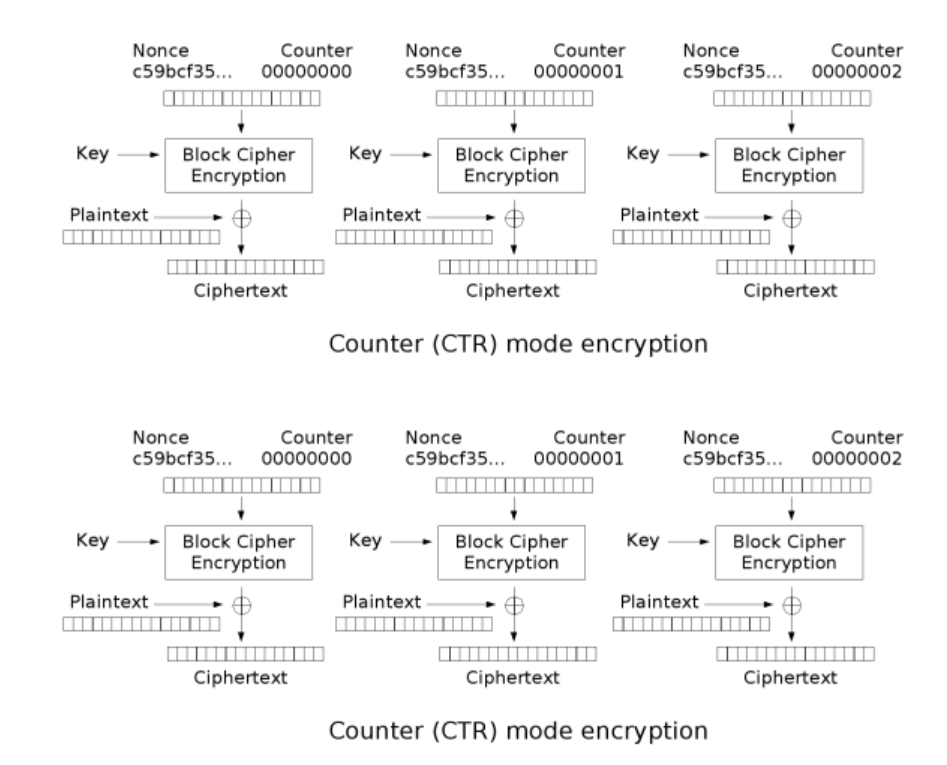 Nonce Counter Nonce Counter Nonce Counter
c59bcf35... 00000000 c59bcf35... 00000001 c59bcf35... 00000002
Key Block Cipher Encryption Key Block Cipher Encryption Key Block Cipher Encryption
Plaintext Plaintext Plaintext
Ciphertext Ciphertext Ciphertext
Counter (CTR) mode encryption
Nonce Counter Nonce Counter Nonce Counter
c59bcf35... 00000000 c59bcf35... 00000001 c59bcf35... 00000002
Key Block Cipher Encryption Key Block Cipher Encryption Key Block Cipher Encryption
Plaintext Plaintext Plaintext
Ciphertext Ciphertext Ciphertext
Counter (CTR) mode encryption